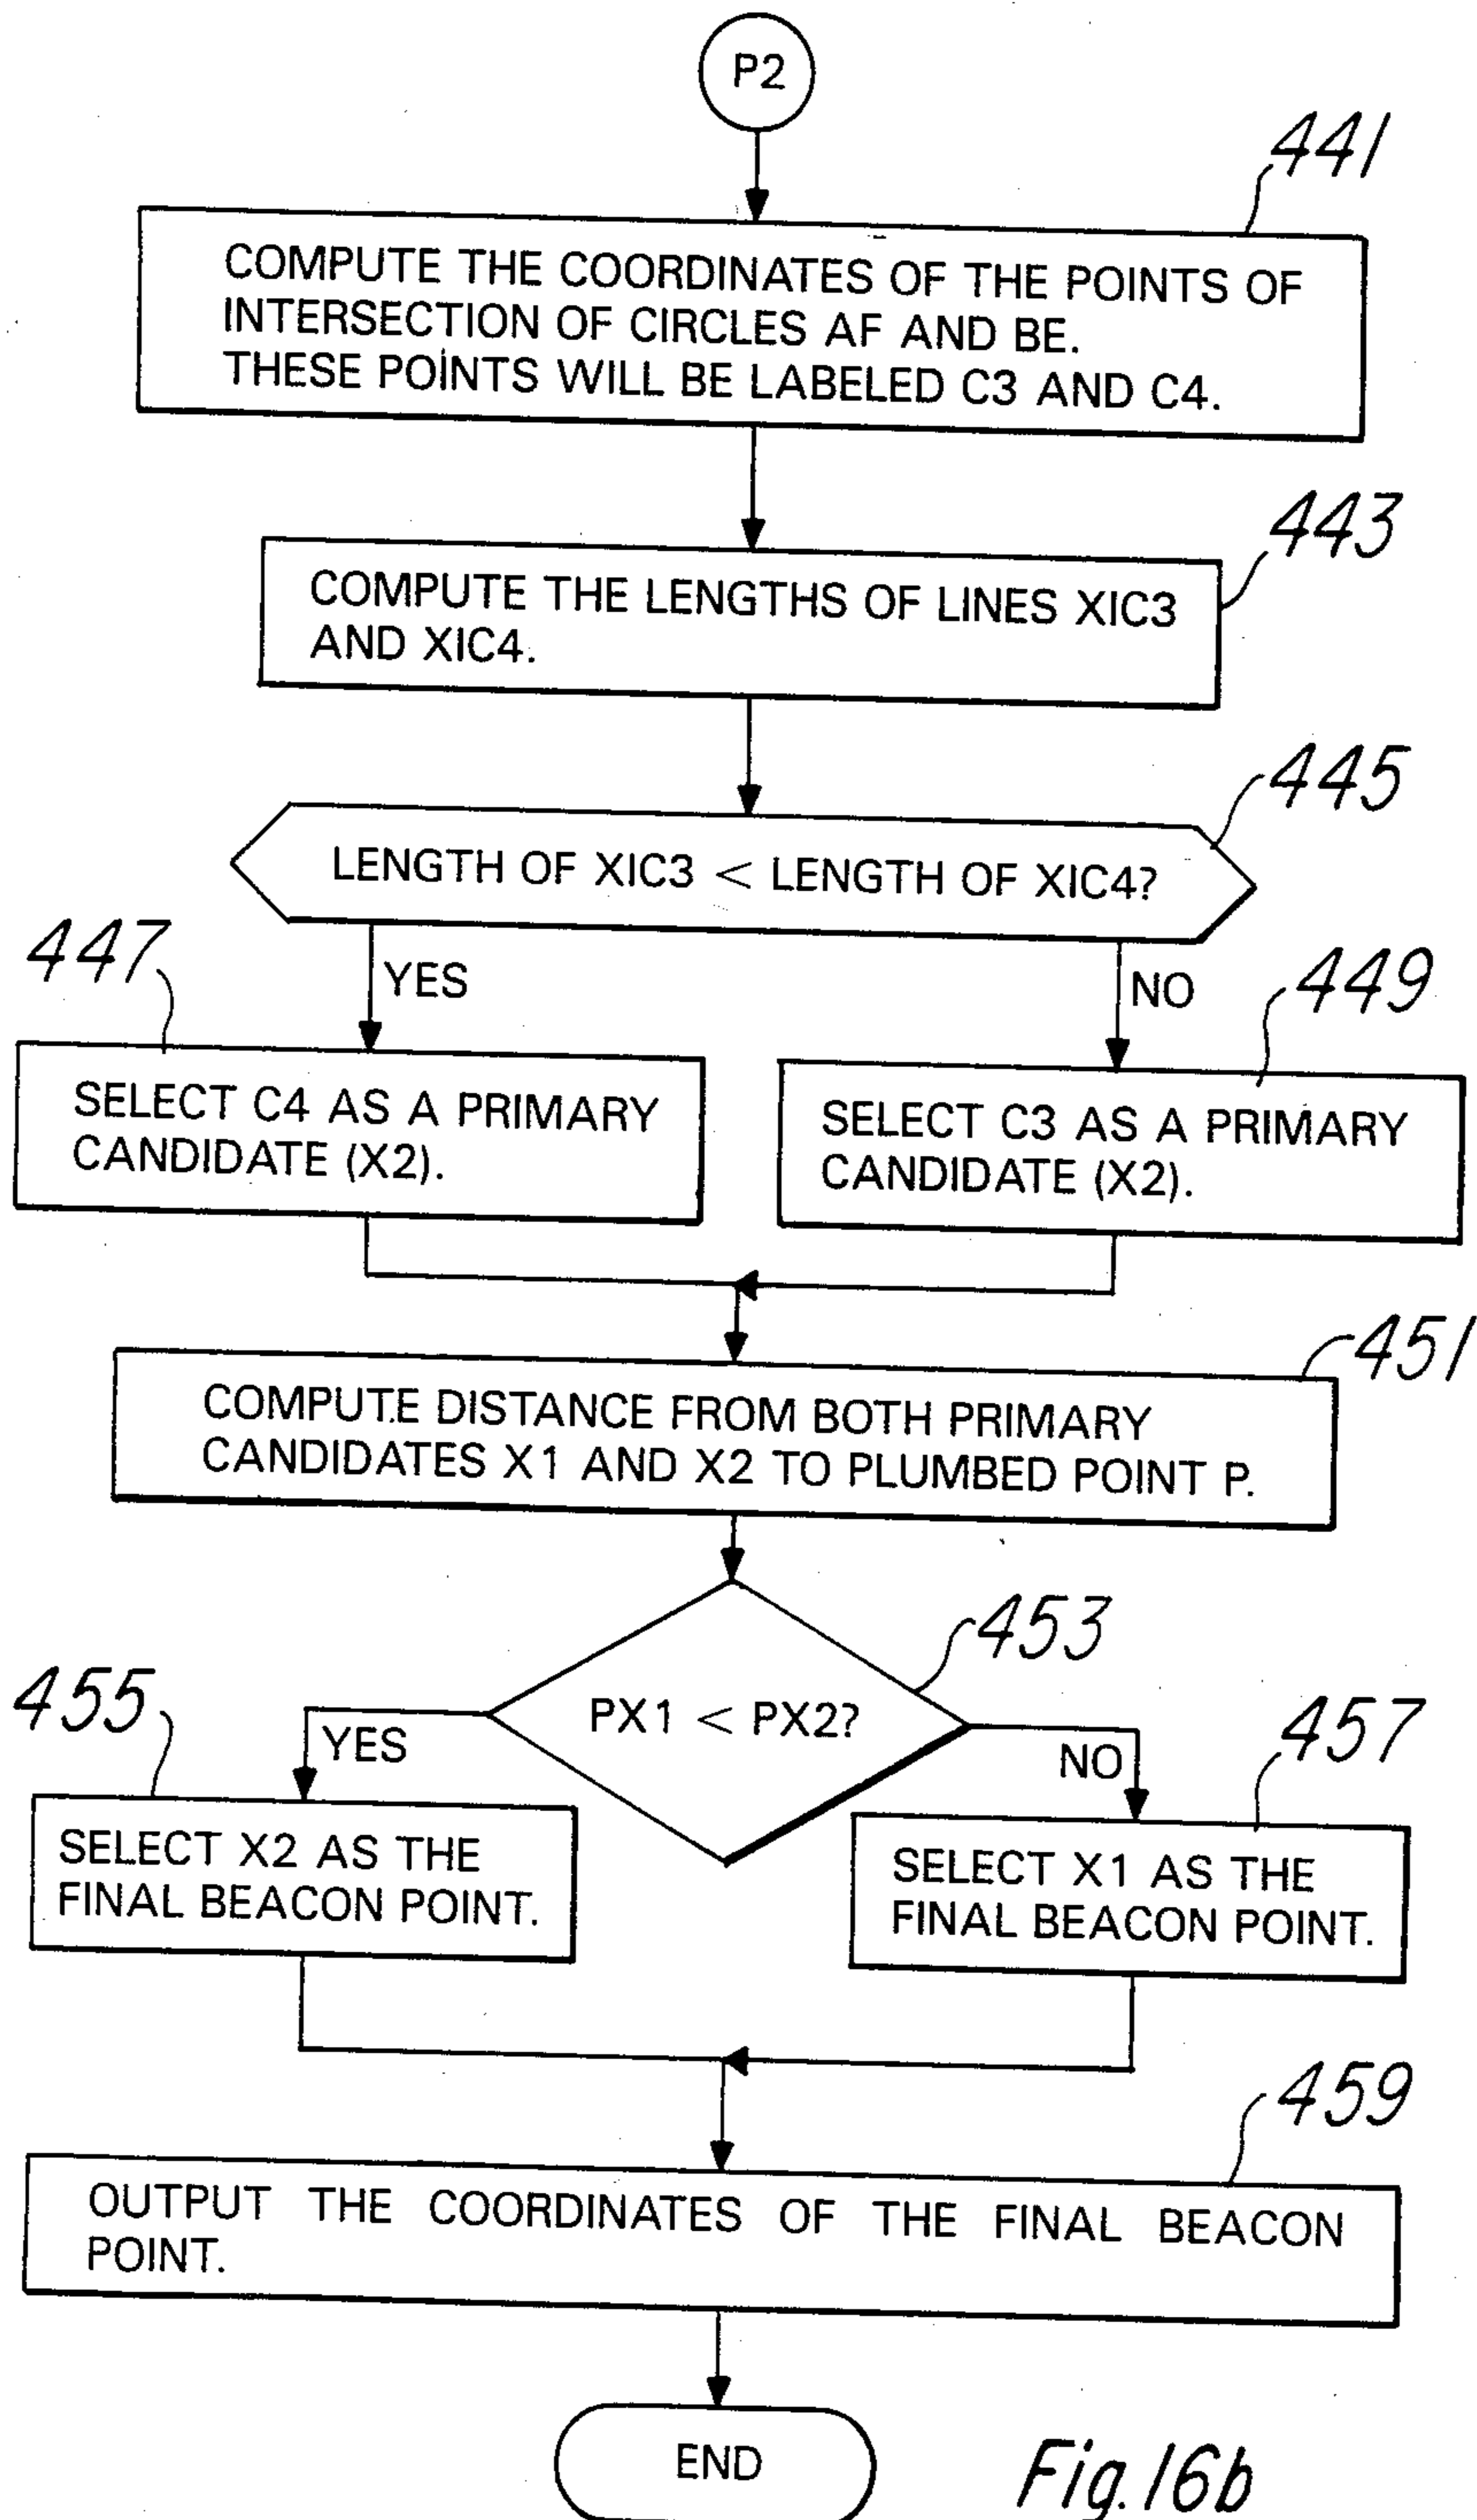 P2
441
COMPUTE THE COORDINATES OF THE POINTS OF
INTERSECTION OF CIRCLES AF AND BE.
THESE POINTS WILL BE LABELED C3 AND C4.
443
COMPUTE THE LENGTHS OF LINES XIC3
AND XIC4.
445
LENGTH OF XIC3 < LENGTH OF XIC4?
447
YES
NO
449
SELECT C4 AS A PRIMARY
CANDIDATE (X2).
SELECT C3 AS A PRIMARY
CANDIDATE (X2).
451
COMPUTE DISTANCE FROM BOTH PRIMARY
CANDIDATES X1 AND X2 TO PLUMBED POINT P.
453
PX1 < PX2?
455
YES
NO
457
SELECT X2 AS THE
FINAL BEACON POINT.
SELECT X1 AS THE
FINAL BEACON POINT.
459
OUTPUT THE COORDINATES OF THE FINAL BEACON
POINT.
END
Fig. 16b